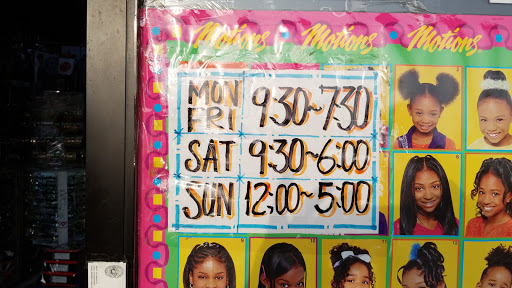 Motions Motions Motions
MON FRI 9:30~7:30
SAT 9:30~6:00
SUN 12:00~5:00